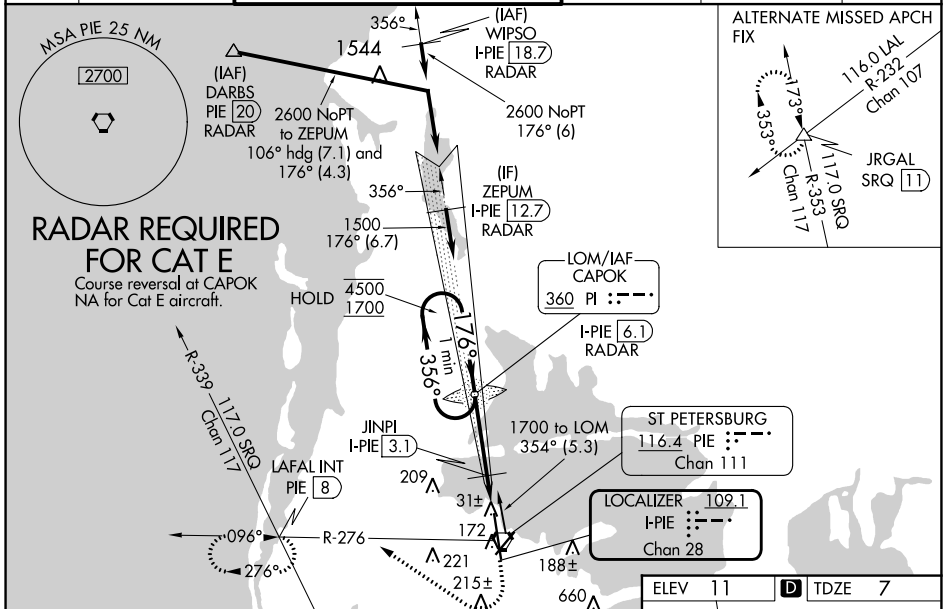 MSA PIE 25 NM
2700
(IAF)
DARBS
PIE 20
RADAR
1544
2600 NoPT
to ZEPUM
106° hdg (7.1) and
176° (4.3)
356°
(IAF)
WIPSO
I-PIE 18.7
RADAR
2600 NoPT
176° (6)
ALTERNATE MISSED APCH
FIX
116.0 LAL
R-232
Chan 107
173°
353°
117.0 SRQ
R-353
Chan 117
JRGAL
SRQ 11
356°
(IF)
ZEPUM
I-PIE 12.7
RADAR
1500
176° (6.7)
RADAR REQUIRED
FOR CAT E
Course reversal at CAPOK
NA for Cat E aircraft.
HOLD 4500
1700
176°
1 min
356°
LOM/IAF
CAPOK
360 PI
I-PIE 6.1
RADAR
R-339
117.0 SRQ
Chan 117
JINPI
I-PIE 3.1
1700 to LOM
354° (5.3)
ST PETERSBURG
116.4 PIE
Chan 111
LAFAL INT
PIE 8
209
31±
172
LOCALIZER 109.1
I-PIE
Chan 28
096°
R-276
276°
221
215±
188±
660
ELEV 11 D TDZE 7